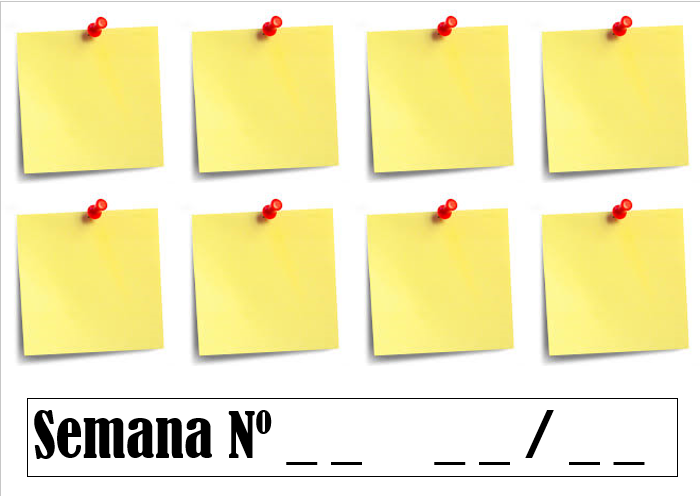 Semana Nº _ _ _ _ / _ _